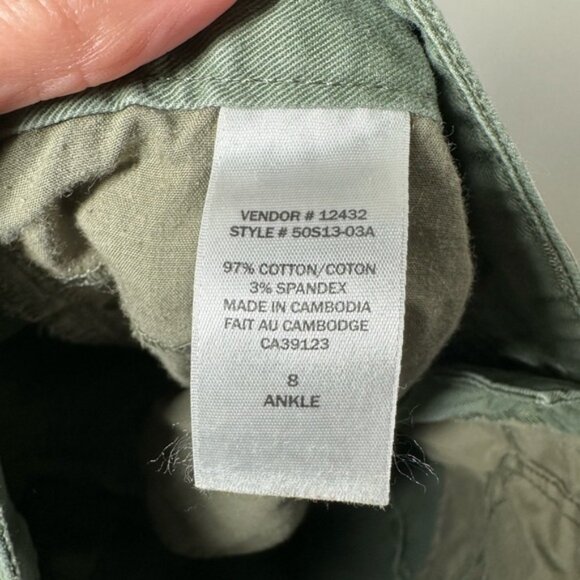 VENDOR # 12432
STYLE # 50S13-03A
97% COTTON/COTON
3% SPANDEX
MADE IN CAMBODIA
FAIT AU CAMBODGE
CA39123
8
ANKLE